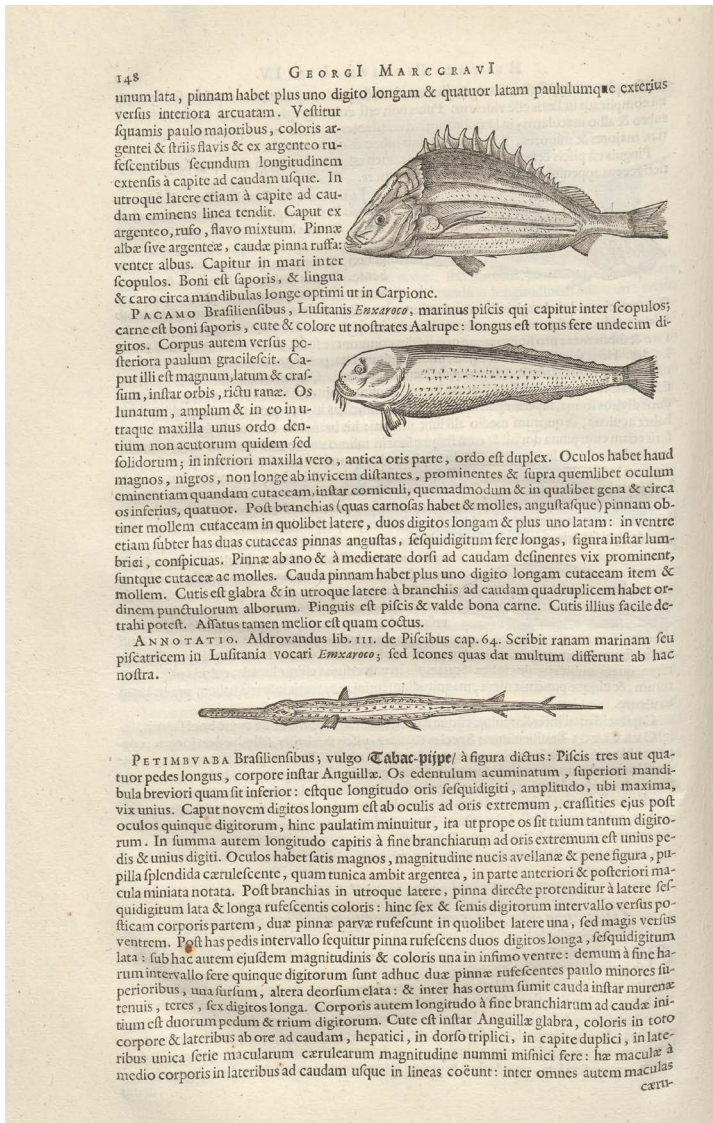 148
GEORGI MARCGRAVI
unum lata, pinnam habet plus uno digito longam & quatuor latam paululumque exterius
versus interiora arcuatam. Veſtitur
ſquamis paulo majoribus, coloris ar-
gentei & ſtriis flavis & ex argenteo ru-
feſcentibus ſecundum longitudinem
extenſis à capite ad caudam uſque. In
utroque latere etiam à capite ad cau-
dam eminens linea tendit. Caput ex
argenteo, rufo, flavo mixtum. Pinnæ
albæ ſive argenteæ, caudæ pinna ruffa:
venter albus. Capitur in mari inter
ſcopulos. Boni eſt ſaporis, & lingua
& caro circa mandibulas longe optimi ut in Carpione.
PACAMO Braſilienſibus, Luſitanis Enxaroco, marinus piſcis qui capitur inter ſcopulos;
carne eſt boni ſaporis, cute & colore ut noſtrates Aalrupe: longus eſt totus fere undecim di-
gitos. Corpus autem verſus po-
ſteriora paulum gracileſcit. Ca-
put illi eſt magnum, latum & craſ-
ſum, inſtar orbis, rictu ranæ. Os
lunatum, amplum & in eo in u-
traque maxilla unus ordo den-
tium non acutorum quidem ſed
ſolidorum; in inferiori maxilla vero, antica oris parte, ordo eſt duplex. Oculos habet haud
magnos, nigros, non longe ab invicem diſtantes, prominentes & ſupra quemlibet oculum
eminentiam quandam cutaceam, inſtar corniculi, quemadmodum & in qualibet gena & circa
os inferius, quatuor. Poſt branchias (quas carnoſas habet & molles, anguſtaſque) pinnam ob-
tinet mollem cutaceam in quolibet latere, duos digitos longam & plus uno latam: in ventre
etiam ſubter has duas cutaceas pinnas anguſtas, ſeſquidigitum fere longas, figura inſtar lum-
brici, conſpicuas. Pinnæ ab ano & à medietate dorſi ad caudam deſinentes vix prominent,
ſuntque cutaceæ ac molles. Cauda pinnam habet plus uno digito longam cutaceam item &
mollem. Cutis eſt glabra & in utroque latere à branchiis ad caudam quadruplicem habet or-
dinem punctulorum alborum. Pinguis eſt piſcis & valde bona carne. Cutis illius facile de-
trahi poteſt. Aſſatus tamen melior eſt quam coctus.
ANNOTATIO. Aldrovandus lib. III. de Piſcibus cap. 64. Scribit ranam marinam ſeu
piſcatricem in Luſitania vocari Emxaroco; ſed Icones quas dat multum differunt ab hac
noſtra.
PETIMBVABA Braſilienſibus; vulgo Tabac-pijpe/ à figura dictus: Piſcis tres aut qua-
tuor pedes longus, corpore inſtar Anguillæ. Os edentulum acuminatum, ſuperiori mandi-
bula breviori quam ſit inferior: eſtque longitudo oris ſeſquidigiti, amplitudo, ubi maxima,
vix unius. Caput novem digitos longum eſt ab oculis ad oris extremum, craſſities ejus poſt
oculos quinque digitorum, hinc paulatim minuitur, ita ut prope os ſit trium tantum digito-
rum. In ſumma autem longitudo capitis à fine branchiarum ad oris extremum eſt unius pe-
dis & unius digiti. Oculos habet ſatis magnos, magnitudine nucis avellanæ & pene figura, pu-
pilla ſplendida cæruleſcente, quam tunica ambit argentea, in parte anteriori & poſteriori ma-
cula miniata notata. Poſt branchias in utroque latere, pinna directe protenditur à latere ſeſ-
quidigitum lata & longa rufeſcentis coloris: hinc ſex & ſemis digitorum intervallo verſus po-
ſticam corporis partem, duæ pinnæ parvæ rufeſcunt in quolibet latere una, ſed magis verſus
ventrem. Poſt has pedis intervallo ſequitur pinna rufeſcens duos digitos longa, ſeſquidigitum
lata: ſub hac autem ejuſdem magnitudinis & coloris una in infimo ventre: demum à fine ha-
rum intervallo fere quinque digitorum ſunt adhuc duæ pinnæ rufeſcentes paulo minores ſu-
perioribus, una ſurſum, altera deorſum elata: & inter has ortum ſumit cauda inſtar murenæ
tenuis, teres, ſex digitos longa. Corporis autem longitudo à fine branchiarum ad caudæ ini-
tium eſt duorum pedum & trium digitorum. Cute eſt inſtar Anguillæ glabra, coloris in toto
corpore & lateribus ab ore ad caudam, hepatici, in dorſo triplici, in capite duplici, in late-
ribus unica ſerie macularum cærulearum magnitudine nummi miſnici fere: hæ maculæ à
medio corporis in lateribus ad caudam uſque in lineas coëunt: inter omnes autem maculas
cæru-